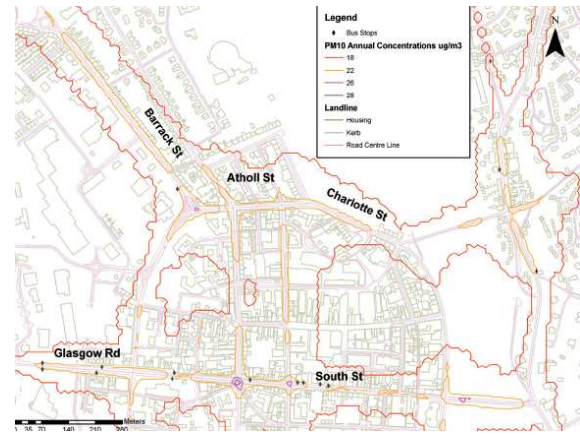 Legend
Bus Stops
PM10 Annual Concentrations ug/m3
18
22
26
28
Landline
Housing
Kerb
Road Centre Line
N
Barrack St
Atholl St
Charlotte St
Glasgow Rd
South St
0 35 70 140 210 280
Meters